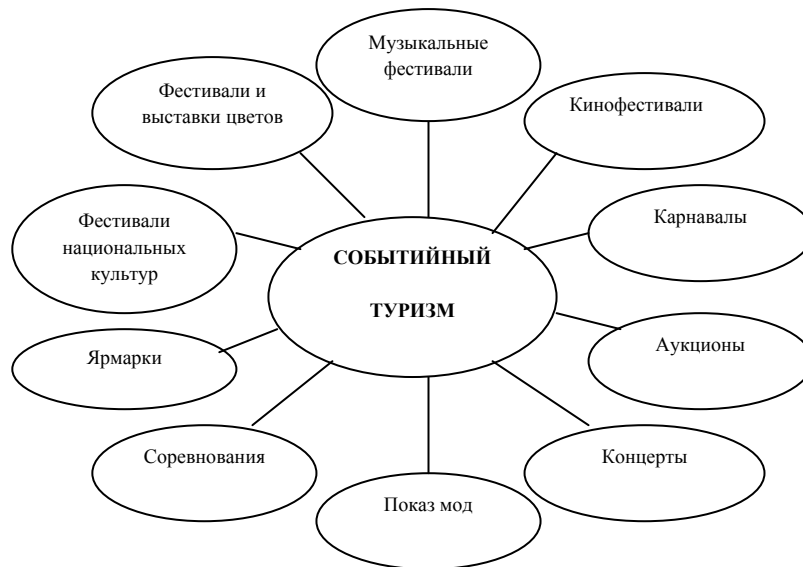 Музыкальные
фестивали
Фестивали и
выставки цветов
Кинофестивали
Фестивали
национальных
культур
Карнавалы
СОБЫТИЙНЫЙ
ТУРИЗМ
Ярмарки
Аукционы
Соревнования
Концерты
Показ мод